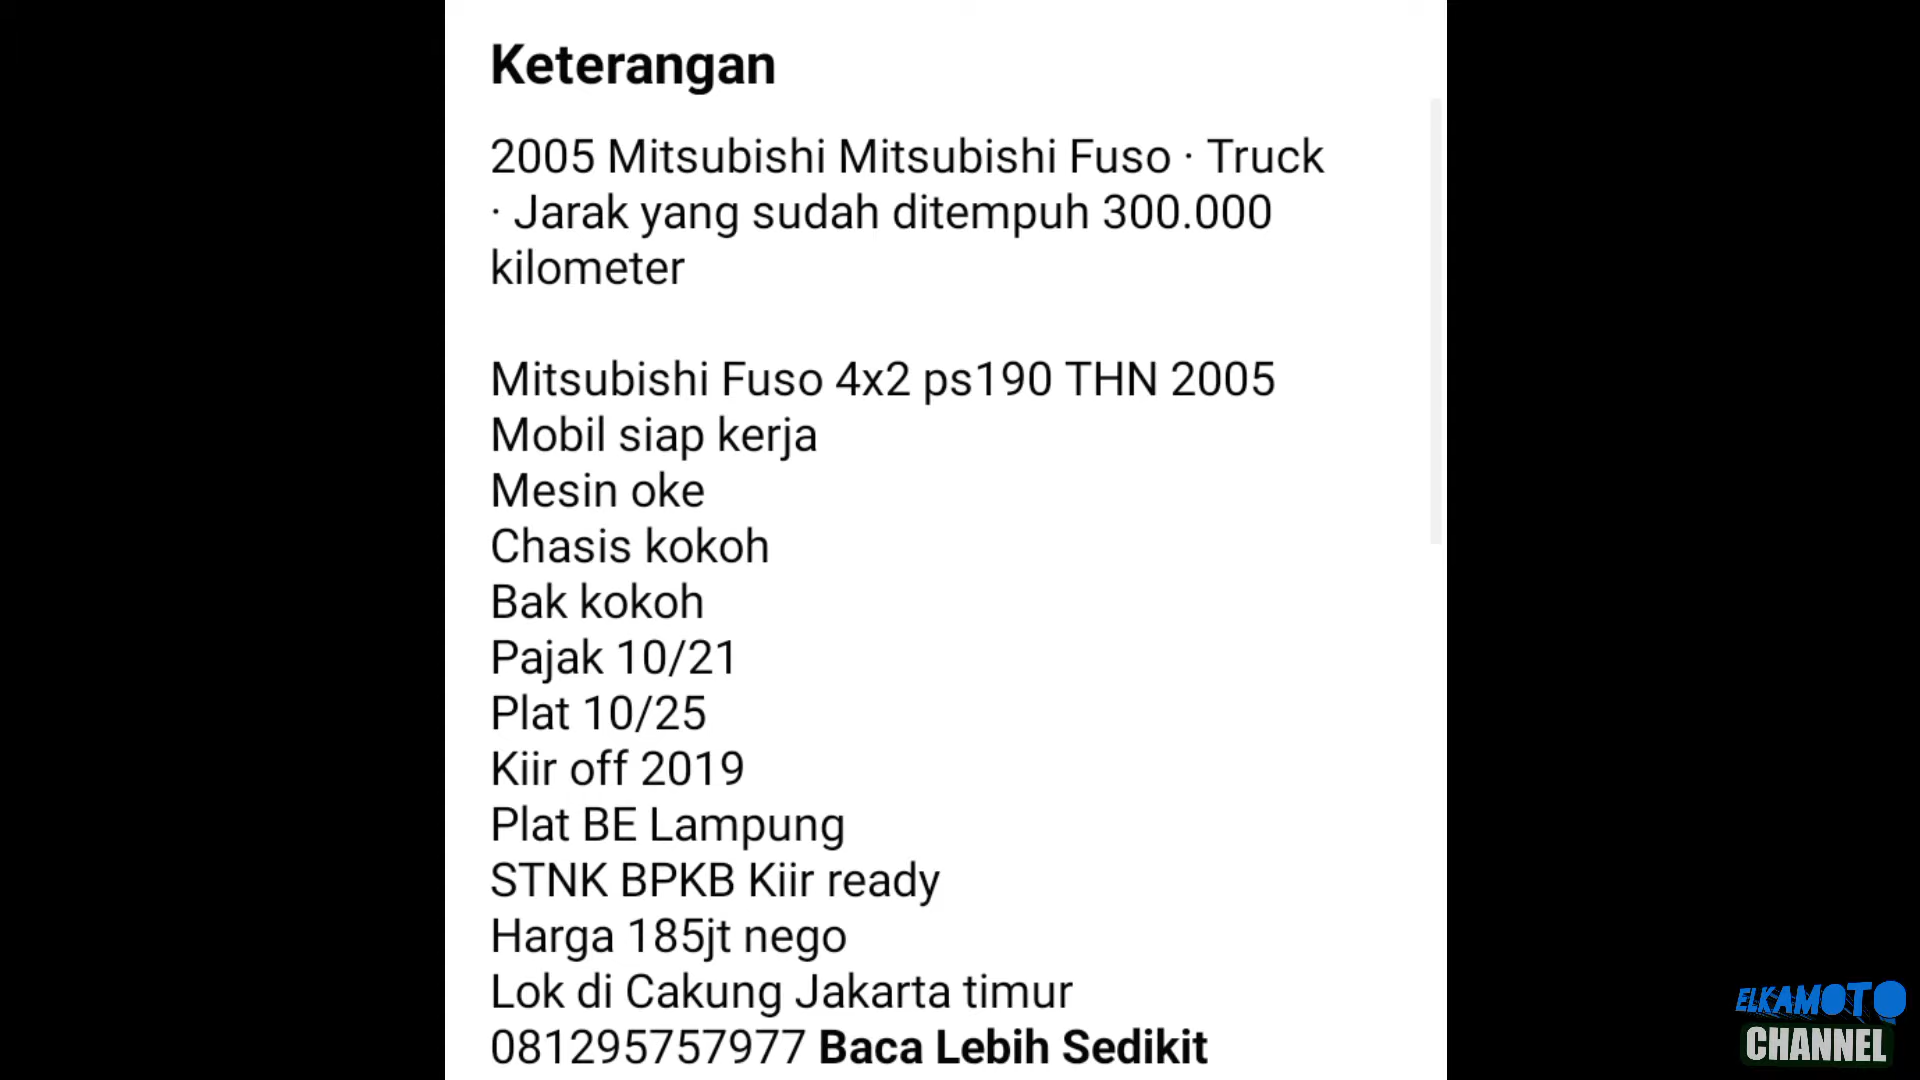 Keterangan
2005 Mitsubishi Mitsubishi Fuso · Truck
· Jarak yang sudah ditempuh 300.000
kilometer
Mitsubishi Fuso 4x2 ps190 THN 2005
Mobil siap kerja
Mesin oke
Chasis kokoh
Bak kokoh
Pajak 10/21
Plat 10/25
Kiir off 2019
Plat BE Lampung
STNK BPKB Kiir ready
Harga 185jt nego
Lok di Cakung Jakarta timur
081295757977 Baca Lebih Sedikit
ELKAMOTO
CHANNEL